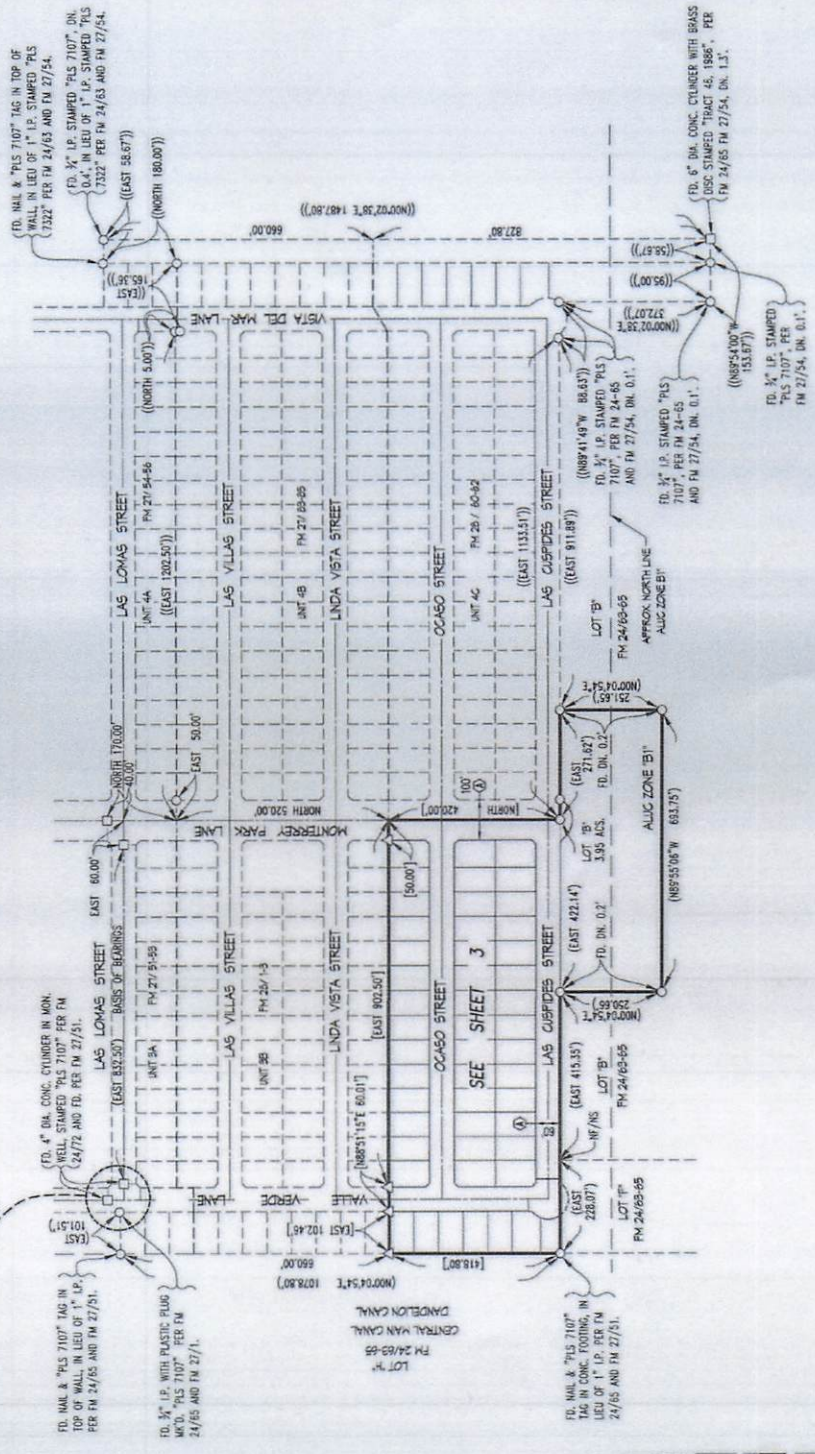 FD. NAIL & "PLS 7107" TAG IN
TOP OF WALL, IN LIEU OF 1" I.P.
PER FM 24/65 AND FM 27/51.
FD. ¾" I.P. WITH PLASTIC PLUG
MK'D. "PLS 7107" PER FM
24/65 AND FM 27/1.
(EAST
101.51')
FD. 4" DIA. CONC. CYLINDER IN MON.
WELL, STAMPED "PLS 7107" PER FM
24/72 AND FD. PER FM 27/51.
LAS LOMAS STREET
(EAST 832.50')
BASIS OF BEARINGS
EAST 60.00'
NORTH 170.00'
40.00'
LAS LOMAS STREET
UNIT 5A
FM 27/ 51-53
UNIT 4A
FM 27/ 54-56
((EAST 1202.50'))
EAST 50.00'
((NORTH 5.00'))
((EAST
165.36'))
((NORTH 180.00'))
((EAST 58.67'))
FD. NAIL & "PLS 7107" TAG IN TOP OF
WALL, IN LIEU OF 1" I.P. STAMPED "PLS
7322" PER FM 24/63 AND FM 27/54.
FD. ¾" I.P. STAMPED "PLS 7107", DN.
0.4', IN LIEU OF 1" I.P. STAMPED "PLS
7322" PER FM 24/63 AND FM 27/54.
VALLE VERDE LANE
MONTERREY PARK LANE
NORTH 520.00'
VISTA DEL MAR LANE
LAS VILLAS STREET
LAS VILLAS STREET
UNIT 5B
FM 28/ 1-3
UNIT 4B
FM 27/ 83-85
LINDA VISTA STREET
LINDA VISTA STREET
660.00'
(N00°04'54"E
1078.80')
660.00'
((N00°02'38"E 1487.80'))
827.80'
LOT "H"
FM 24/63-65
CENTRAL MAIN CANAL
DANDELION CANAL
[EAST 102.46']
[N88°51'15"E 60.01']
[EAST 902.50']
[50.00']
[418.80']
[NORTH
420.00']
100'
A
OCASO STREET
OCASO STREET
SEE SHEET 3
UNIT 4C
FM 28 / 60-62
A
LAS CUSPIDES STREET
LAS CUSPIDES STREET
((EAST 1133.51'))
((EAST 911.89'))
FD. NAIL & "PLS 7107"
TAG IN CONC. FOOTING, IN
LIEU OF 1" I.P. PER FM
24/65 AND FM 27/51.
(EAST
228.07')
NF/NS
(EAST 415.35')
(EAST 422.14')
(EAST
271.62')
FD. DN. 0.2'
FD. DN. 0.2'
LOT "F"
FM 24/63-65
LOT "B"
FM 24/63-65
LOT "B"
3.95 ACS.
LOT "B"
FM 24/63-65
(N00°04'54"E
250.66')
(N00°04'54"E
251.65')
ALUC ZONE "B1"
(N89°55'06"W 693.75')
APPROX. NORTH LINE
ALUC ZONE "B1"
((N89°41'49"W 88.63'))
FD. ¾" I.P. STAMPED "PLS
7107", PER FM 24-65
AND FM 27/54, DN. 0.1'.
((N00°02'38"E
372.07'))
((95.00'))
((58.67'))
FD. ¾" I.P. STAMPED "PLS
7107", PER FM 24-65
AND FM 27/54, DN. 0.1'.
((N89°54'00"W
153.67'))
FD. ¾" I.P. STAMPED
"PLS 7107", PER
FM 27/54, DN. 0.1'.
FD. 6" DIA. CONC. CYLINDER WITH BRASS
DISC STAMPED "TRACT 46, 1986", PER
FM 24/65 FM 27/54, DN. 1.3'.